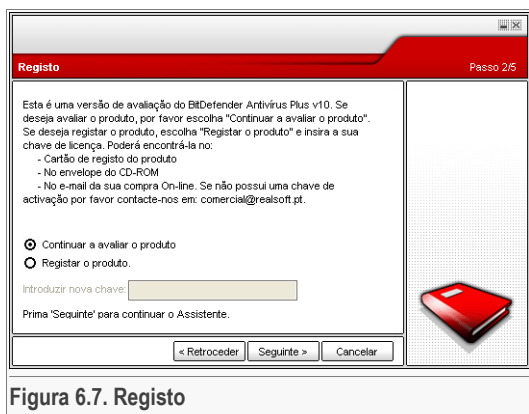 Registo
Passo 2/5
Esta é uma versão de avaliação do BitDefender Antivírus Plus v10. Se
deseja avaliar o produto, por favor escolha "Continuar a avaliar o produto".
Se deseja registar o produto, escolha "Registar o produto" e insira a sua
chave de licença. Poderá encontrá-la no:
- Cartão de registo do produto
- No envelope do CD-ROM
- No e-mail da sua compra On-line. Se não possui uma chave de
activação por favor contacte-nos em: comercial@realsoft.pt.
Continuar a avaliar o produto
Registar o produto.
Introduzir nova chave:
Prima 'Sequinte' para continuar o Assistente.
« Retroceder
Seguinte »
Cancelar
Figura 6.7. Registo